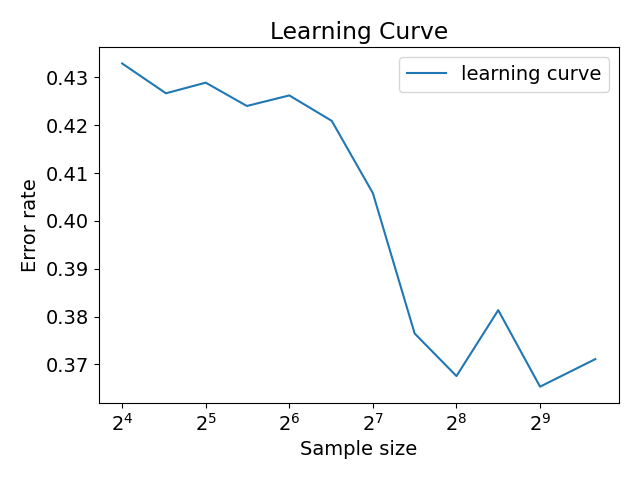 Learning Curve
learning curve
0.43
0.42
0.41
0.40
0.39
0.38
0.37
Error rate
2⁴ 2⁵ 2⁶ 2⁷ 2⁸ 2⁹
Sample size